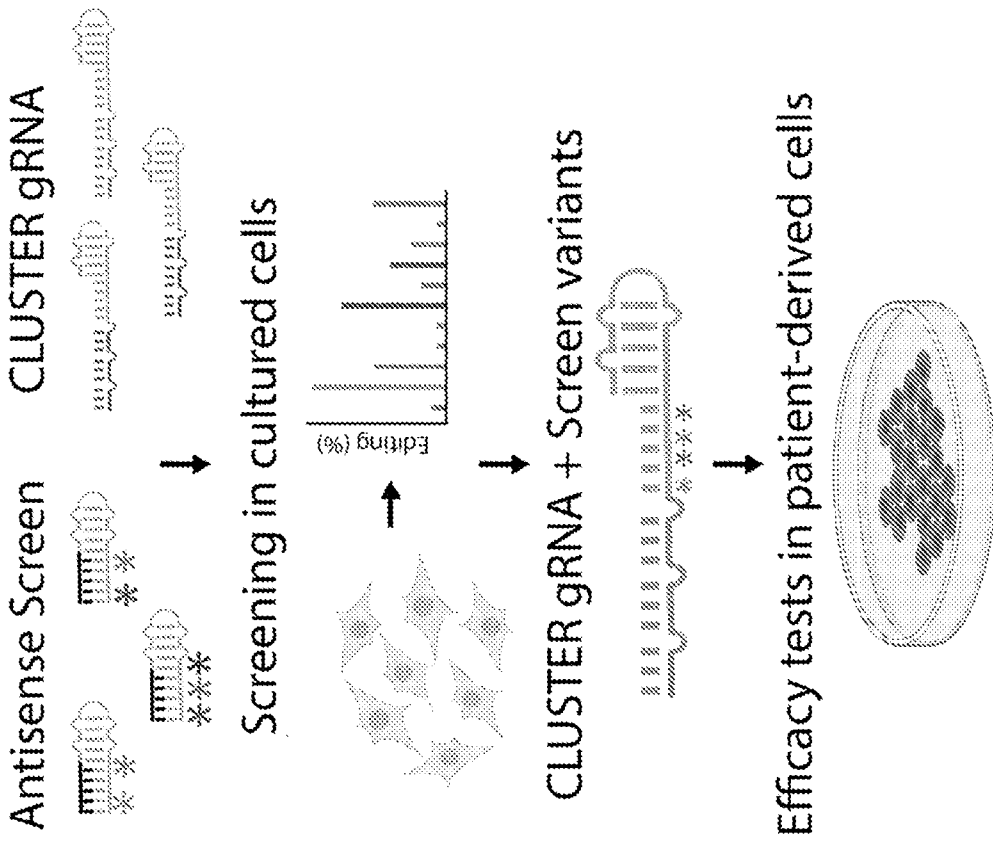 Antisense Screen
CLUSTER gRNA
Screening in cultured cells
Editing (%)
CLUSTER gRNA + Screen variants
Efficacy tests in patient-derived cells